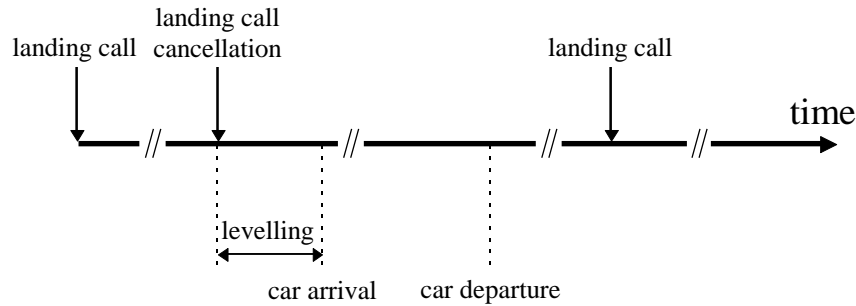 landing call
cancellation
landing call
landing call
time
levelling
car arrival
car departure